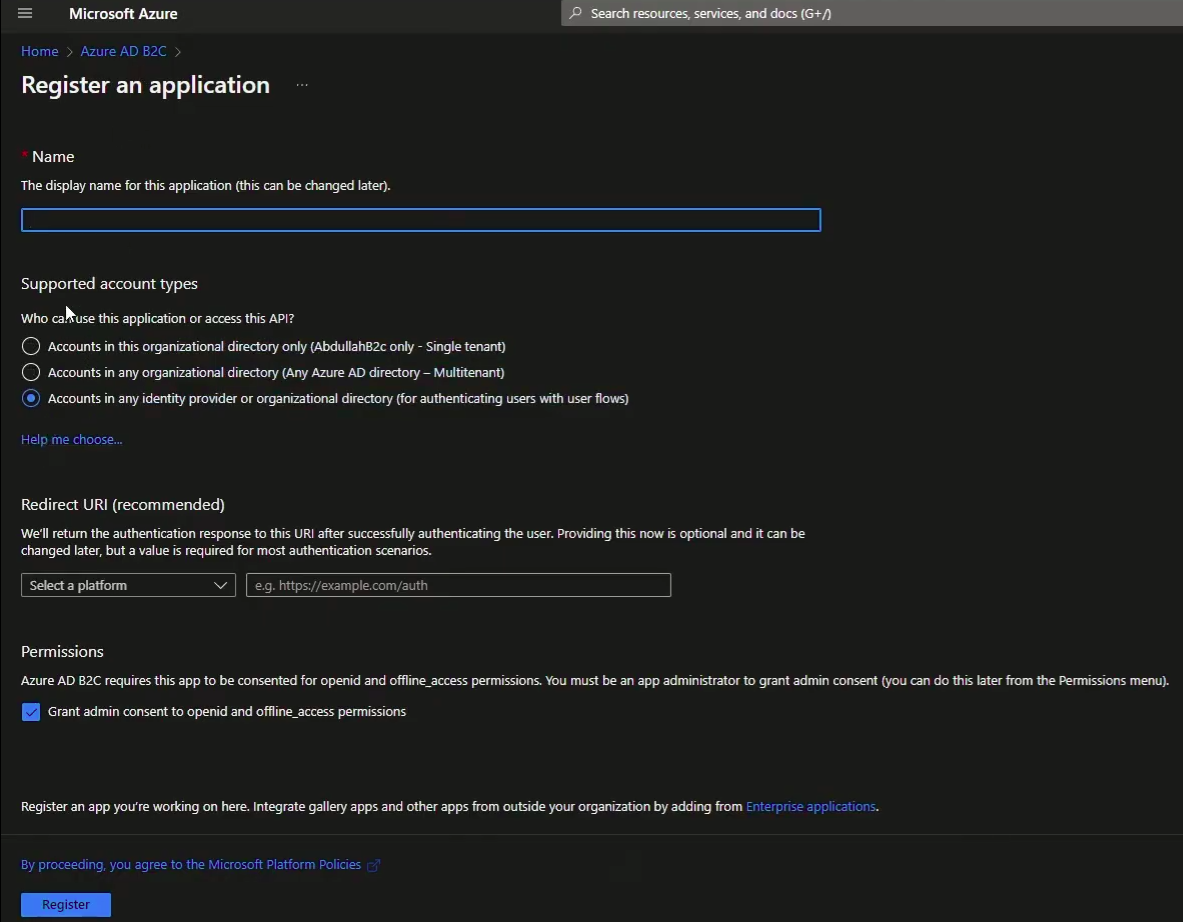 Microsoft Azure
Search resources, services, and docs (G+/)
Home > Azure AD B2C >
Register an application ...
* Name
The display name for this application (this can be changed later).
Supported account types
Who can use this application or access this API?
Accounts in this organizational directory only (AbdullahB2c only - Single tenant)
Accounts in any organizational directory (Any Azure AD directory – Multitenant)
Accounts in any identity provider or organizational directory (for authenticating users with user flows)
Help me choose...
Redirect URI (recommended)
We'll return the authentication response to this URI after successfully authenticating the user. Providing this now is optional and it can be
changed later, but a value is required for most authentication scenarios.
Select a platform
e.g. https://example.com/auth
Permissions
Azure AD B2C requires this app to be consented for openid and offline_access permissions. You must be an app administrator to grant admin consent (you can do this later from the Permissions menu).
Grant admin consent to openid and offline_access permissions
Register an app you're working on here. Integrate gallery apps and other apps from outside your organization by adding from Enterprise applications.
By proceeding, you agree to the Microsoft Platform Policies
Register